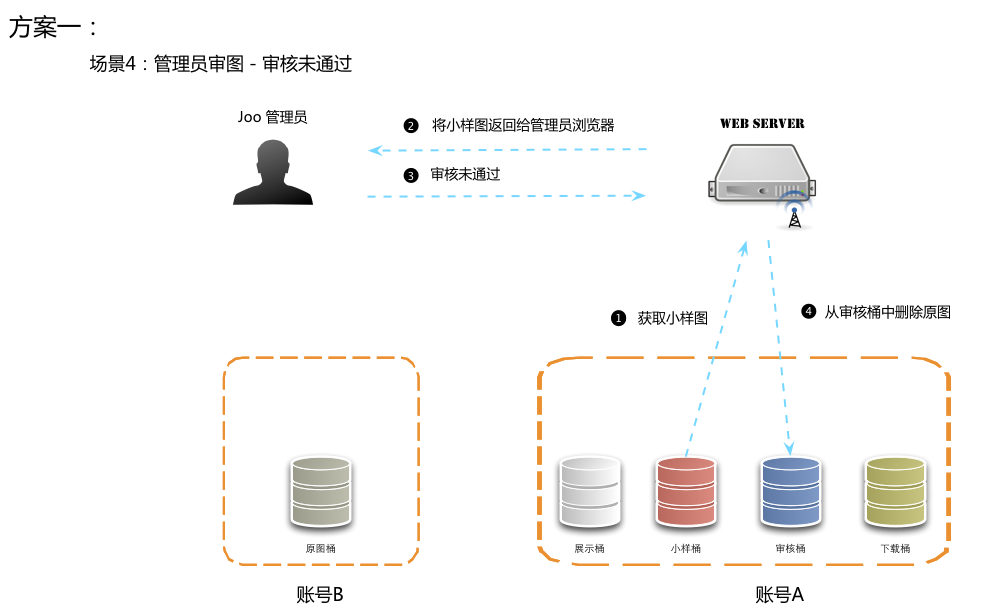 方案一：
场景4：管理员审图 - 审核未通过
Joo 管理员
❷ 将小样图返回给管理员浏览器
WEB SERVER
❸ 审核未通过
❶ 获取小样图
❹ 从审核桶中删除原图
原图桶
展示桶
小样桶
审核桶
下载桶
账号B
账号A